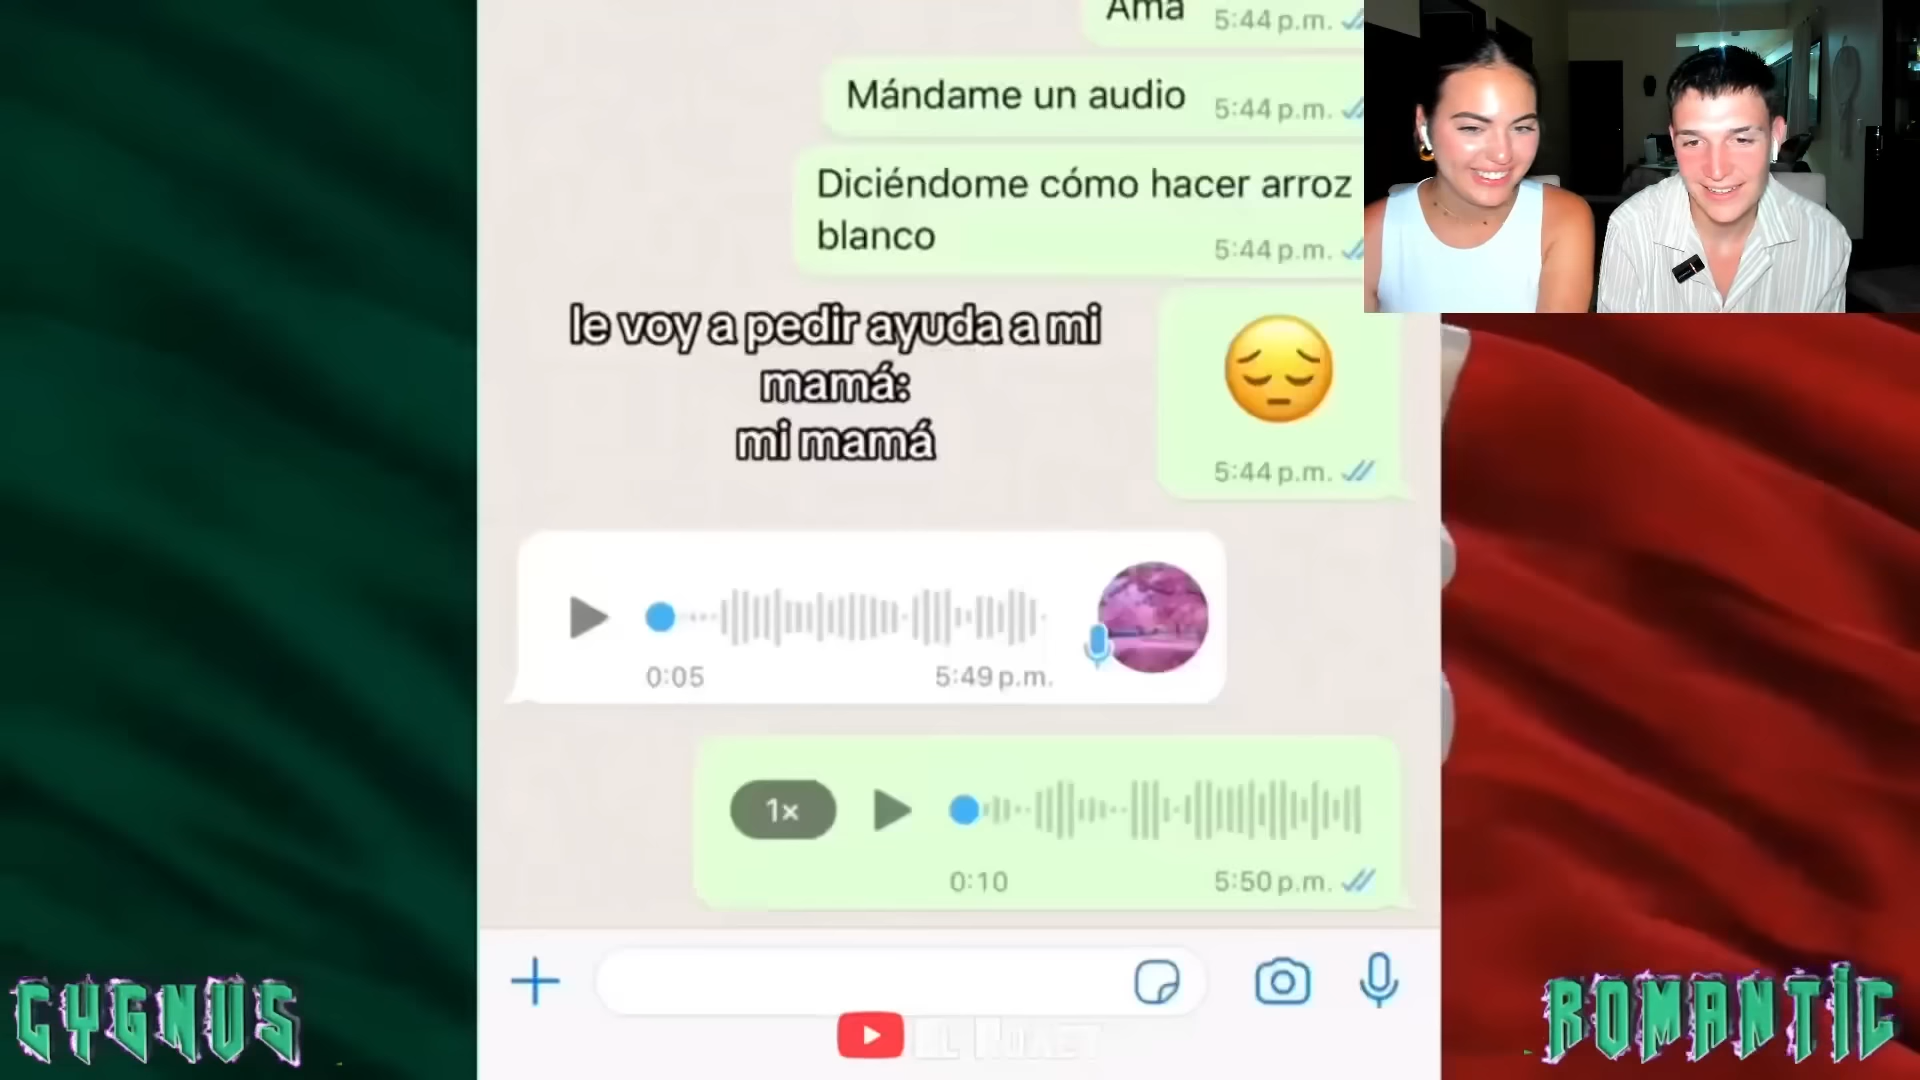 Ama
5:44 p.m.
Mándame un audio
5:44 p.m.
Diciéndome cómo hacer arroz
blanco
5:44 p.m.
le voy a pedir ayuda a mi
mamá:
mi mamá
5:44 p.m.
0:05
5:49 p.m.
1×
0:10
5:50 p.m.
CYGNUS
ROMANTIC